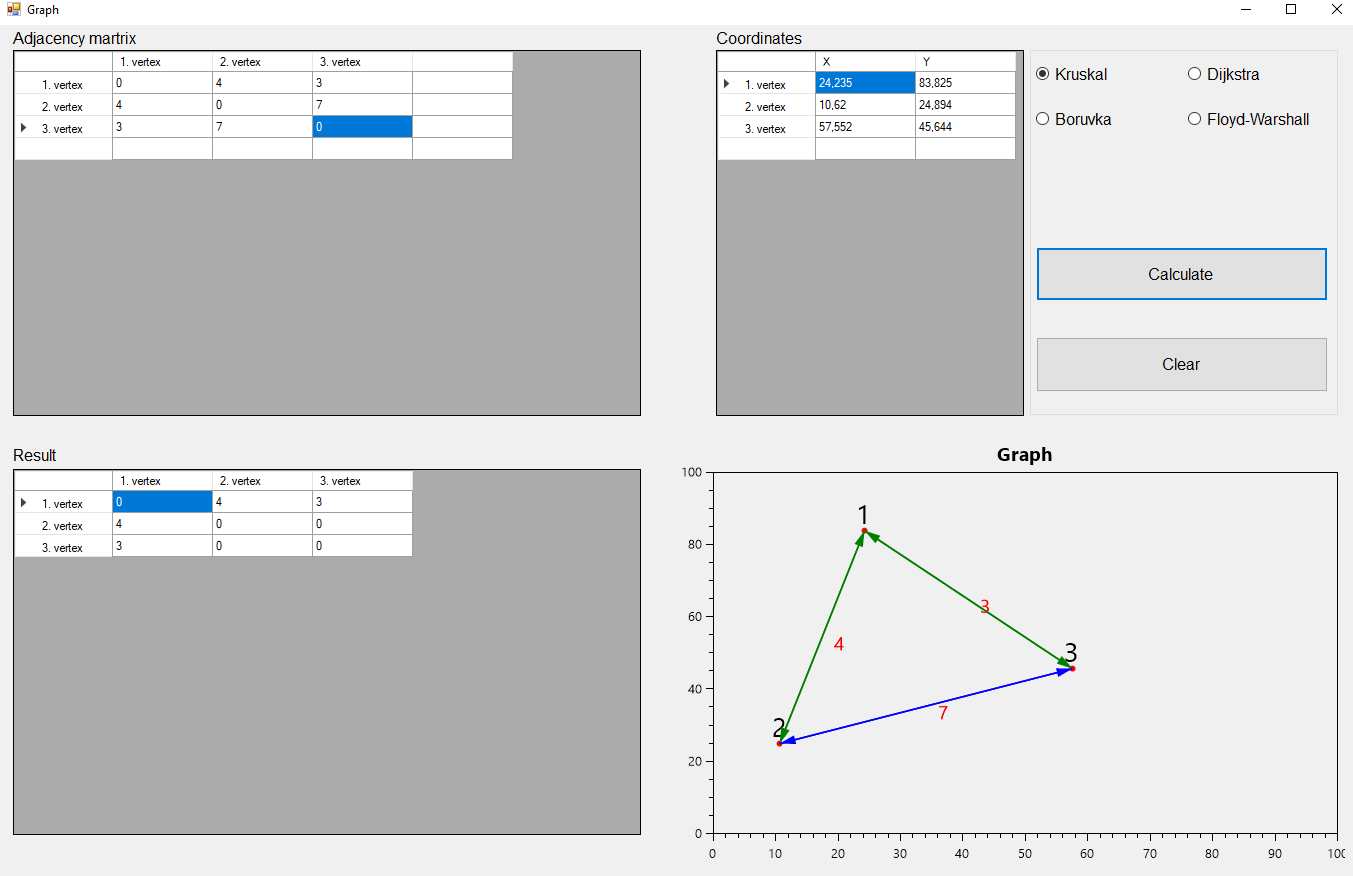 Graph
Adjacency martrix
1. vertex 2. vertex 3. vertex
1. vertex 0 4 3
2. vertex 4 0 7
3. vertex 3 7 0
Coordinates
X Y
1. vertex 24,235 83,825
2. vertex 10,62 24,894
3. vertex 57,552 45,644
Kruskal Dijkstra
Boruvka Floyd-Warshall
Calculate
Clear
Result
1. vertex 2. vertex 3. vertex
1. vertex 0 4 3
2. vertex 4 0 0
3. vertex 3 0 0
Graph
100
1
80
3
60
4
3
40
7
2
20
0
0 10 20 30 40 50 60 70 80 90 100